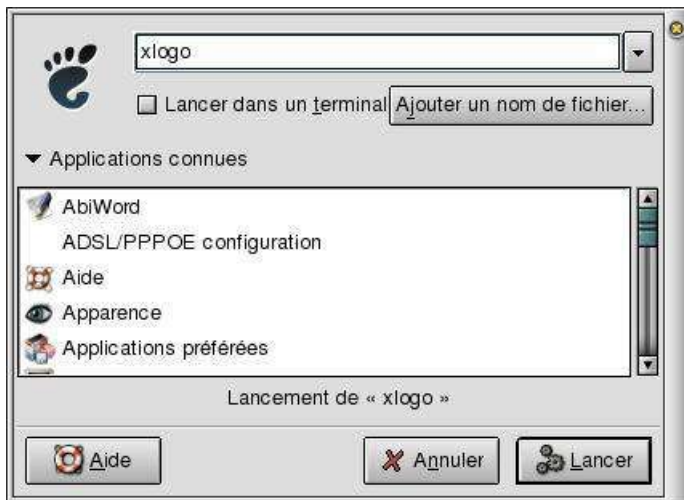 xlogo
Lancer dans un terminal Ajouter un nom de fichier...
Applications connues
AbiWord
ADSL/PPPOE configuration
Aide
Apparence
Applications préférées
Lancement de « xlogo »
Aide Annuler Lancer